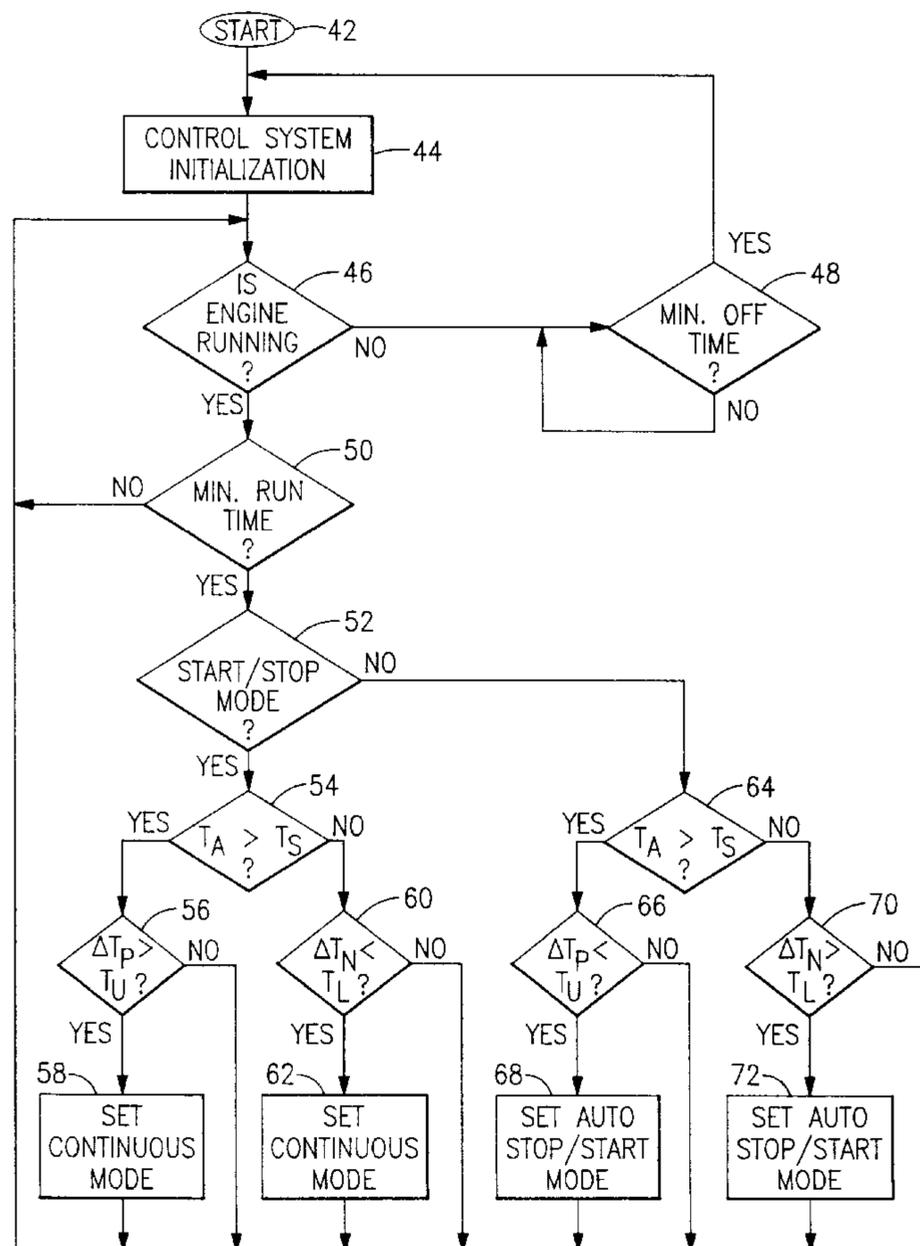 START
42
CONTROL SYSTEM
INITIALIZATION
44
IS
ENGINE
RUNNING
?
46
NO
YES
YES
48
MIN. OFF
TIME
?
NO
50
NO
MIN. RUN
TIME
?
YES
52
START/STOP
MODE
?
NO
YES
54
YES
T_A > T_S
?
NO
64
YES
T_A > T_S
?
NO
56
ΔT_P>
T_U?
NO
YES
60
ΔT_N<
T_L?
NO
YES
66
ΔT_P<
T_U?
NO
YES
70
ΔT_N>
T_L?
NO
YES
58
SET
CONTINUOUS
MODE
62
SET
CONTINUOUS
MODE
68
SET AUTO
STOP/START
MODE
72
SET AUTO
STOP/START
MODE